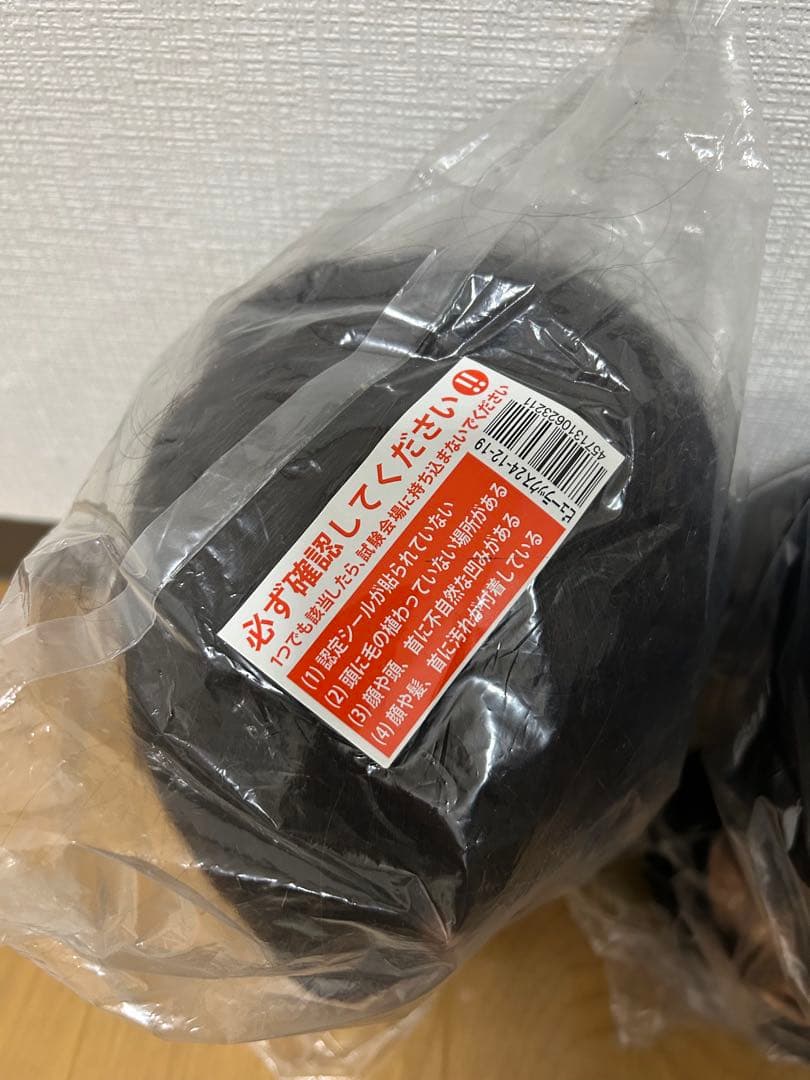 必ず確認してください!!
1つでも該当したら、試験会場に持ち込まないでください
(1) 認定シールが貼られていない
(2) 頭に毛の植わっていない場所がある
(3) 顔や頭、首に不自然な凹みがある
(4) 顔や髪、首に汚れが付着している
ビューラックス24-12-19
4571310623211